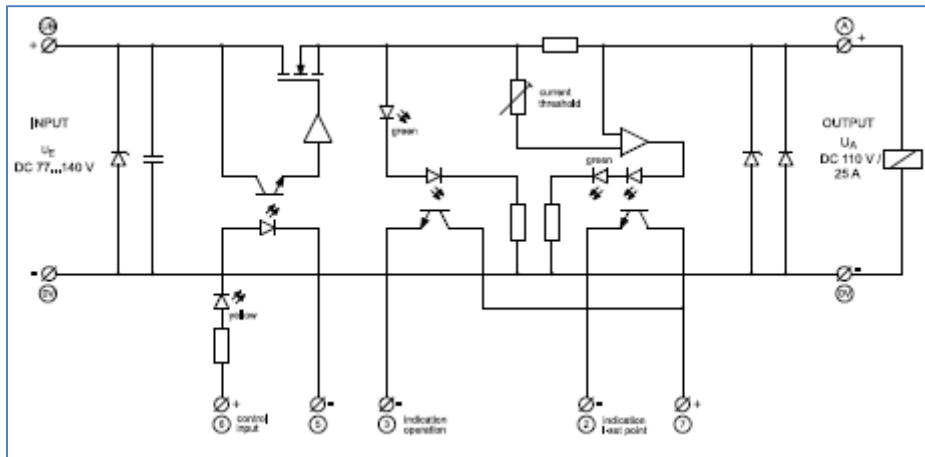 UB
+
A
+
INPUT
UE
DC 77...140 V
green
current
threshold
green
OUTPUT
UA
DC 110 V /
25 A
-
0V
-
0V
yellow
+
6
control
input
-
5
-
3
indication
operation
-
2
indication
I-set point
+
7